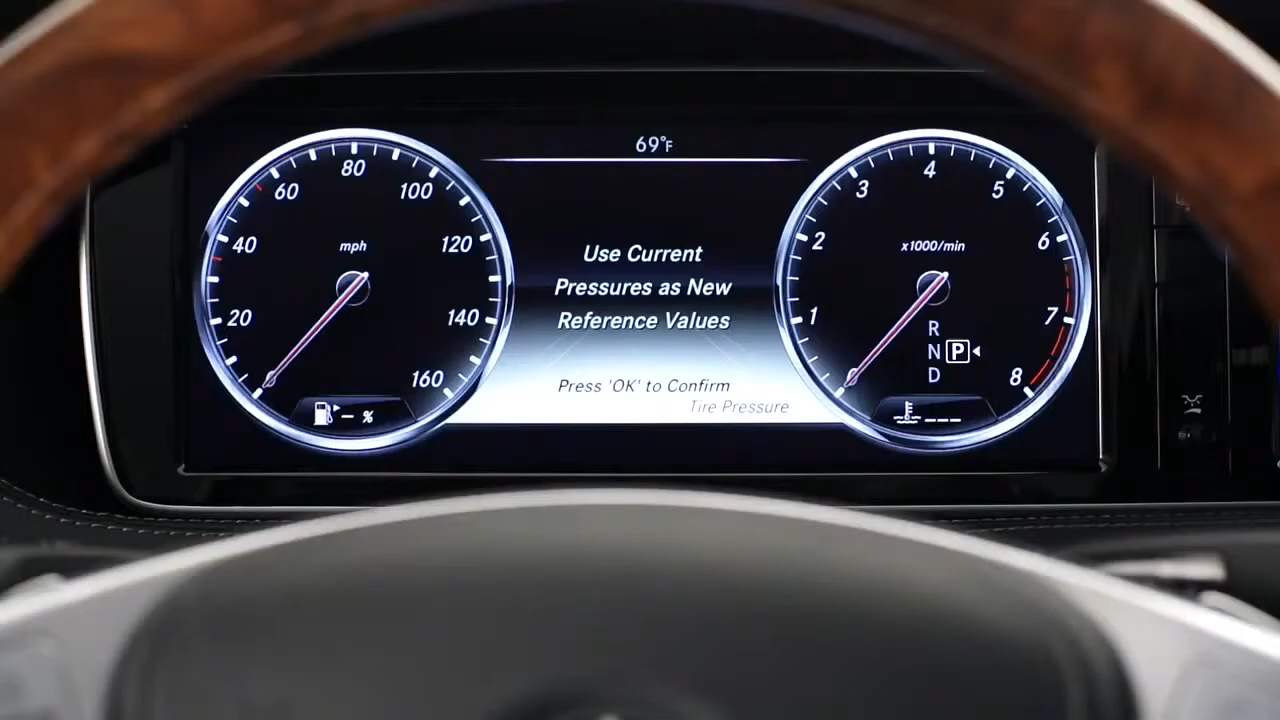 69°F
80
60
100
40
mph
120
20
140
160
– %
Use Current
Pressures as New
Reference Values
Press 'OK' to Confirm
Tire Pressure
4
3
5
2
x1000/min
6
1
R
7
N P
D
8
_ _ _